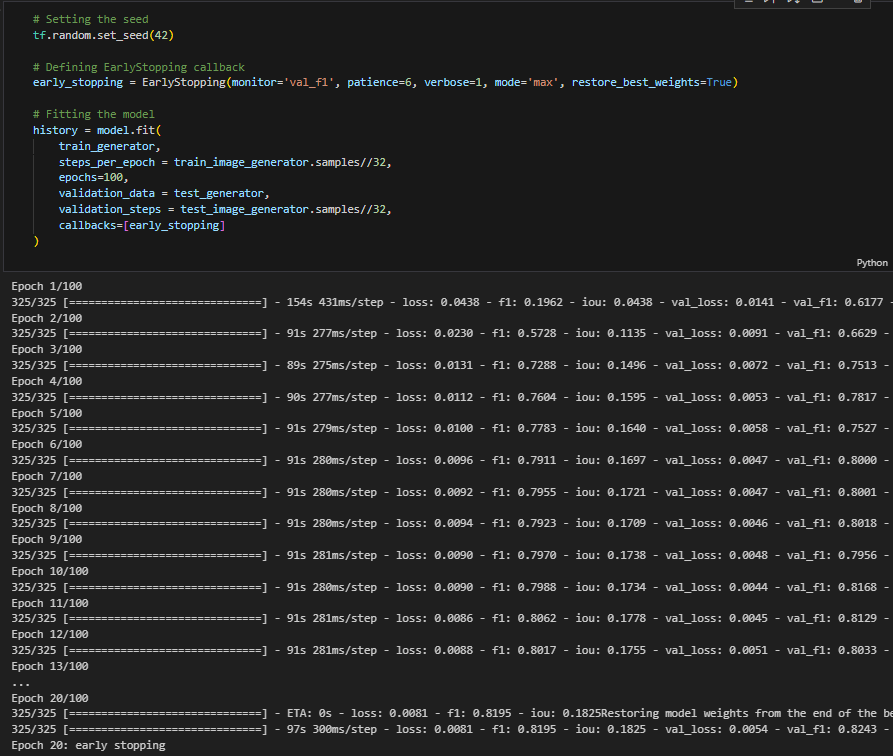 # Setting the seed
tf.random.set_seed(42)
# Defining EarlyStopping callback
early_stopping = EarlyStopping(monitor='val_f1', patience=6, verbose=1, mode='max', restore_best_weights=True)
# Fitting the model
history = model.fit(
train_generator,
steps_per_epoch = train_image_generator.samples//32,
epochs=100,
validation_data = test_generator,
validation_steps = test_image_generator.samples//32,
callbacks=[early_stopping]
)
Python
Epoch 1/100
325/325 [==============================] - 154s 431ms/step - loss: 0.0438 - f1: 0.1962 - iou: 0.0438 - val_loss: 0.0141 - val_f1: 0.6177 -
Epoch 2/100
325/325 [==============================] - 91s 277ms/step - loss: 0.0230 - f1: 0.5728 - iou: 0.1135 - val_loss: 0.0091 - val_f1: 0.6629 -
Epoch 3/100
325/325 [==============================] - 89s 275ms/step - loss: 0.0131 - f1: 0.7288 - iou: 0.1496 - val_loss: 0.0072 - val_f1: 0.7513 -
Epoch 4/100
325/325 [==============================] - 90s 277ms/step - loss: 0.0112 - f1: 0.7604 - iou: 0.1595 - val_loss: 0.0053 - val_f1: 0.7817 -
Epoch 5/100
325/325 [==============================] - 91s 279ms/step - loss: 0.0100 - f1: 0.7783 - iou: 0.1640 - val_loss: 0.0058 - val_f1: 0.7527 -
Epoch 6/100
325/325 [==============================] - 91s 280ms/step - loss: 0.0096 - f1: 0.7911 - iou: 0.1697 - val_loss: 0.0047 - val_f1: 0.8000 -
Epoch 7/100
325/325 [==============================] - 91s 280ms/step - loss: 0.0092 - f1: 0.7955 - iou: 0.1721 - val_loss: 0.0047 - val_f1: 0.8001 -
Epoch 8/100
325/325 [==============================] - 91s 280ms/step - loss: 0.0094 - f1: 0.7923 - iou: 0.1709 - val_loss: 0.0046 - val_f1: 0.8018 -
Epoch 9/100
325/325 [==============================] - 91s 281ms/step - loss: 0.0090 - f1: 0.7970 - iou: 0.1738 - val_loss: 0.0048 - val_f1: 0.7956 -
Epoch 10/100
325/325 [==============================] - 91s 280ms/step - loss: 0.0090 - f1: 0.7988 - iou: 0.1734 - val_loss: 0.0044 - val_f1: 0.8168 -
Epoch 11/100
325/325 [==============================] - 91s 281ms/step - loss: 0.0086 - f1: 0.8062 - iou: 0.1778 - val_loss: 0.0045 - val_f1: 0.8129 -
Epoch 12/100
325/325 [==============================] - 91s 281ms/step - loss: 0.0088 - f1: 0.8017 - iou: 0.1755 - val_loss: 0.0051 - val_f1: 0.8033 -
Epoch 13/100
...
Epoch 20/100
325/325 [==============================] - ETA: 0s - loss: 0.0081 - f1: 0.8195 - iou: 0.1825Restoring model weights from the end of the be
325/325 [==============================] - 97s 300ms/step - loss: 0.0081 - f1: 0.8195 - iou: 0.1825 - val_loss: 0.0054 - val_f1: 0.8243 -
Epoch 20: early stopping